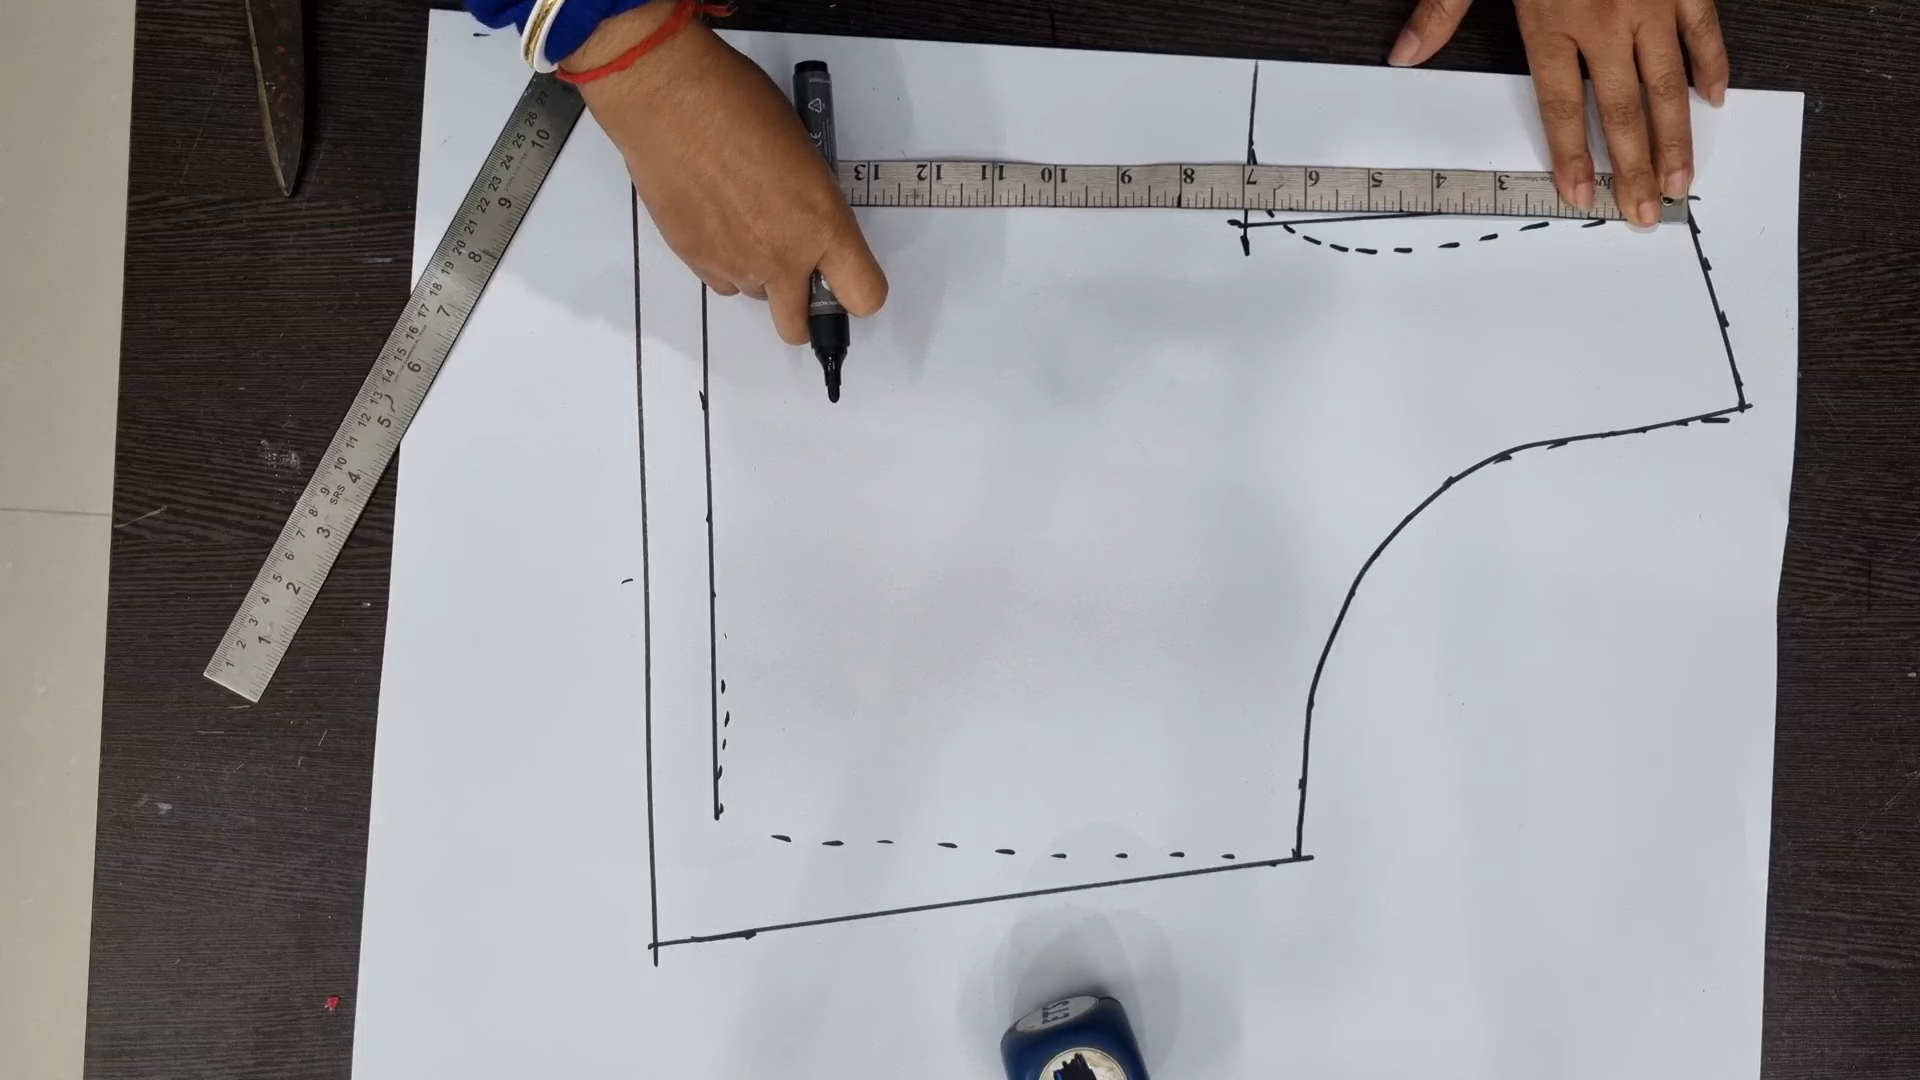 13 12 11 10 9 8 7 6 5 4 3
27 26 25 24 23 22 21 20 19 18 17 16 15 14 13 12 11 10 9 8 7 6 5 4 3 2 1
10 9 8 7 6 5 4 3 2 1
SRS
CE